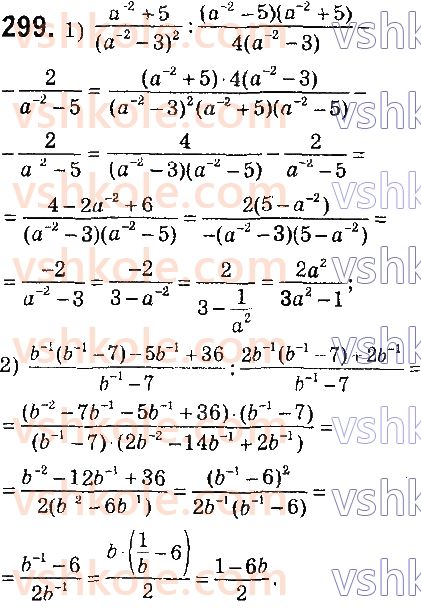 299. 1) \frac{a^{-2}+5}{(a^{-2}-3)^2} : \frac{(a^{-2}-5)(a^{-2}+5)}{4(a^{-2}-3)} -
- \frac{2}{a^{-2}-5} = \frac{(a^{-2}+5) \cdot 4(a^{-2}-3)}{(a^{-2}-3)^2(a^{-2}+5)(a^{-2}-5)} -
- \frac{2}{a^{2}-5} = \frac{4}{(a^{-2}-3)(a^{-2}-5)} - \frac{2}{a^{-2}-5} =
= \frac{4-2a^{-2}+6}{(a^{-2}-3)(a^{-2}-5)} = \frac{2(5-a^{-2})}{-(a^{-2}-3)(5-a^{-2})} =
= \frac{-2}{a^{-2}-3} = \frac{-2}{3-a^{-2}} = \frac{2}{3-\frac{1}{a^2}} = \frac{2a^2}{3a^2-1};
2) \frac{b^{-1}(b^{-1}-7)-5b^{-1}+36}{b^{-1}-7} : \frac{2b^{-1}(b^{-1}-7)+2b^{-1}}{b^{-1}-7} =
= \frac{(b^{-2}-7b^{-1}-5b^{-1}+36) \cdot (b^{-1}-7)}{(b^{-1}-7) \cdot (2b^{-2}-14b^{-1}+2b^{-1})} =
= \frac{b^{-2}-12b^{-1}+36}{2(b^{2}-6b^{1})} = \frac{(b^{-1}-6)^2}{2b^{-1}(b^{-1}-6)} =
= \frac{b^{-1}-6}{2b^{-1}} = \frac{b \cdot \left(\frac{1}{b}-6\right)}{2} = \frac{1-6b}{2}.
vshkole.com